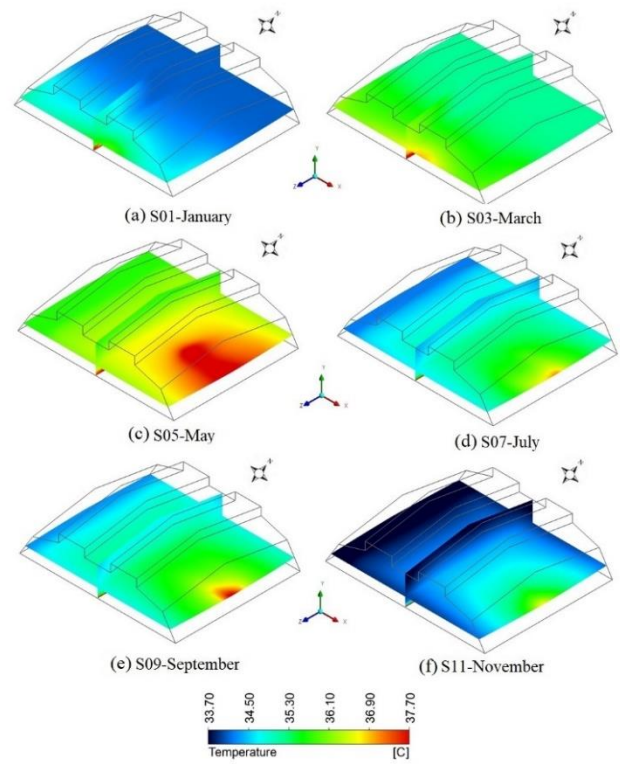 (a) S01-January
(b) S03-March
Y
Z
X
(c) S05-May
(d) S07-July
Y
Z
X
(e) S09-September
(f) S11-November
Y
Z
X
33.70
34.50
35.30
36.10
36.90
37.70
Temperature
[C]